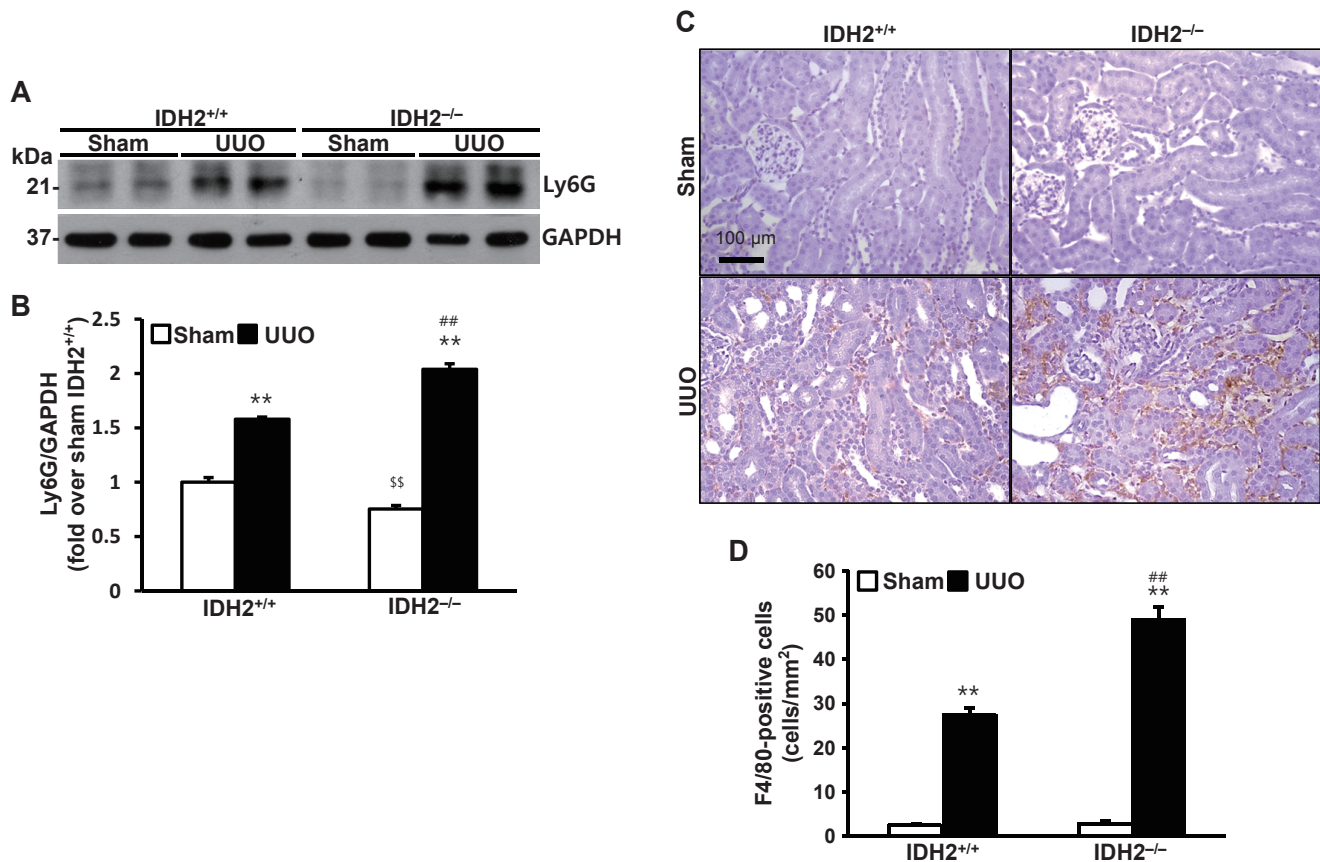 A
IDH2+/+ IDH2–/–
Sham UUO Sham UUO
kDa
21 Ly6G
37 GAPDH
B
Ly6G/GAPDH
(fold over sham IDH2+/+)
2.5
2
1.5
1
0.5
0
Sham UUO
**
$$
##
**
IDH2+/+ IDH2–/–
C
IDH2+/+ IDH2–/–
Sham
100 µm
UUO
D
F4/80-positive cells
(cells/mm2)
60
50
40
30
20
10
0
Sham UUO
**
##
**
IDH2+/+ IDH2–/–